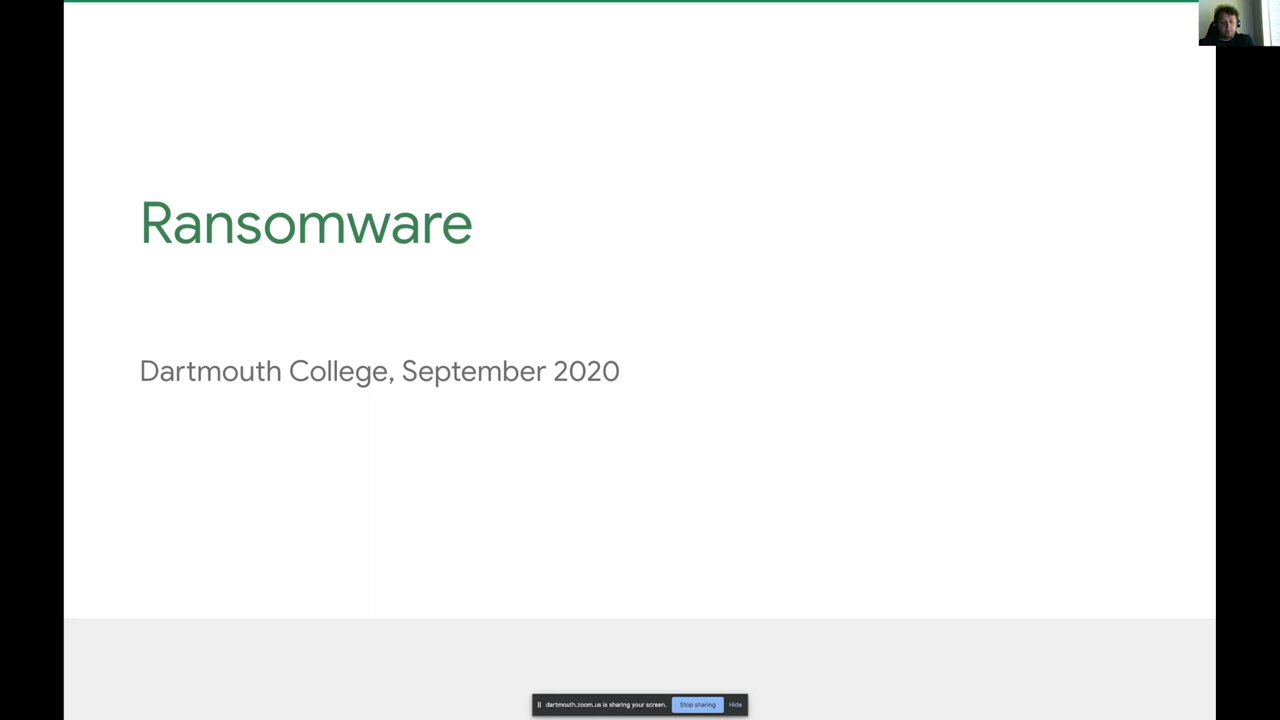 Ransomware
Dartmouth College, September 2020
dartmouth.zoom.us is sharing your screen. Stop sharing Hide